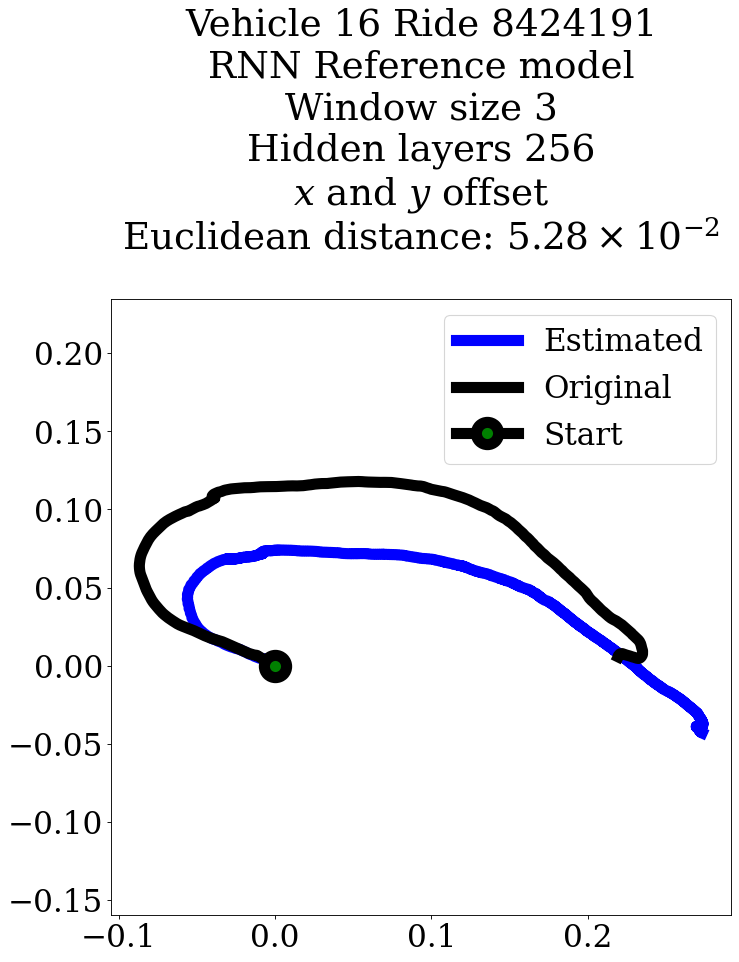 Vehicle 16 Ride 8424191
RNN Reference model
Window size 3
Hidden layers 256
x and y offset
Euclidean distance: 5.28 × 10⁻²
Estimated
Original
Start
0.20
0.15
0.10
0.05
0.00
−0.05
−0.10
−0.15
−0.1 0.0 0.1 0.2